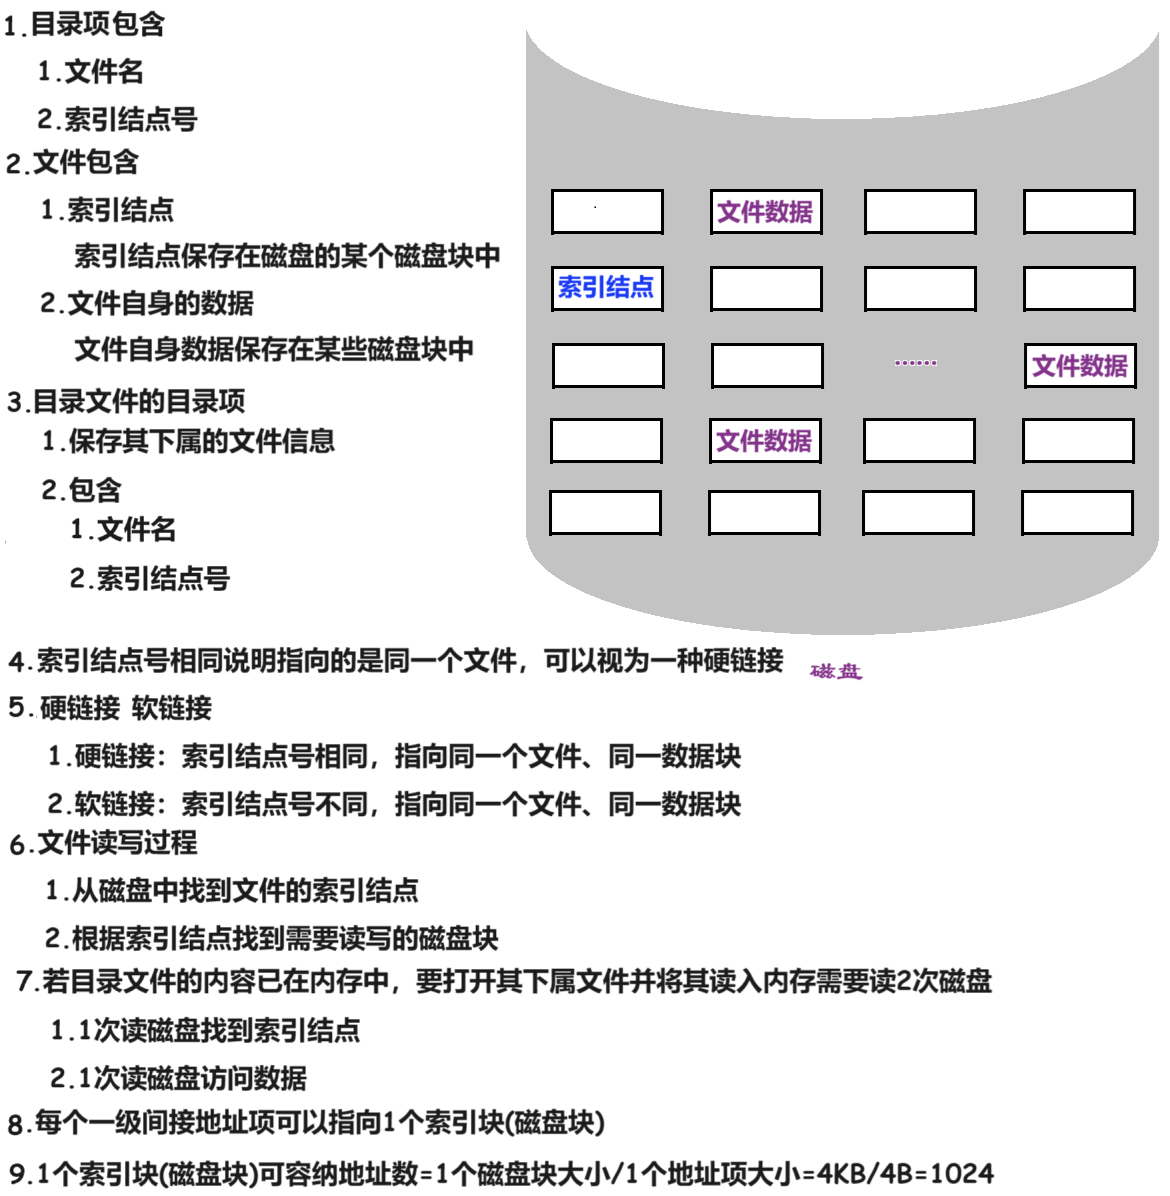 1.目录项包含
1.文件名
2.索引结点号
2.文件包含
1.索引结点
索引结点保存在磁盘的某个磁盘块中
2.文件自身的数据
文件自身数据保存在某些磁盘块中
3.目录文件的目录项
1.保存其下属的文件信息
2.包含
1.文件名
2.索引结点号
文件数据
索引结点
......
文件数据
文件数据
4.索引结点号相同说明指向的是同一个文件，可以视为一种硬链接
磁盘
5.硬链接 软链接
1.硬链接：索引结点号相同，指向同一个文件、同一数据块
2.软链接：索引结点号不同，指向同一个文件、同一数据块
6.文件读写过程
1.从磁盘中找到文件的索引结点
2.根据索引结点找到需要读写的磁盘块
7.若目录文件的内容已在内存中，要打开其下属文件并将其读入内存需要读2次磁盘
1.1次读磁盘找到索引结点
2.1次读磁盘访问数据
8.每个一级间接地址项可以指向1个索引块(磁盘块)
9.1个索引块(磁盘块)可容纳地址数=1个磁盘块大小/1个地址项大小=4KB/4B=1024